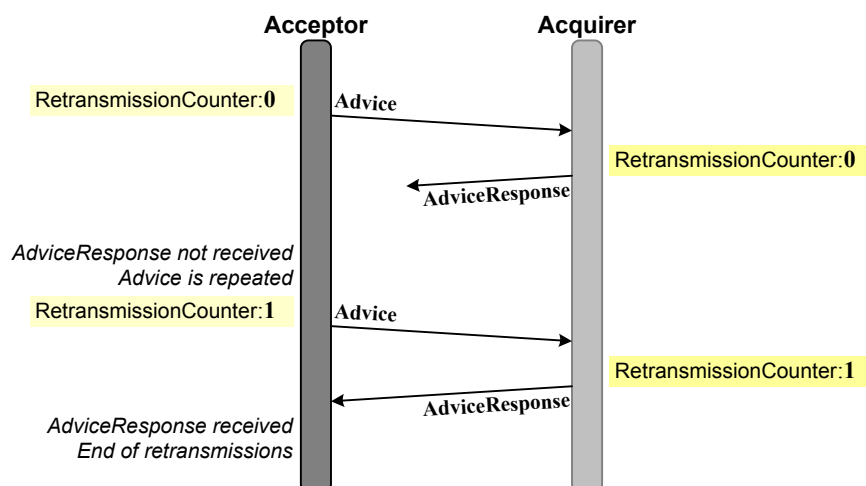 Acceptor
Acquirer
RetransmissionCounter:0
Advice
RetransmissionCounter:0
AdviceResponse
AdviceResponse not received
Advice is repeated
RetransmissionCounter:1
Advice
RetransmissionCounter:1
AdviceResponse
AdviceResponse received
End of retransmissions